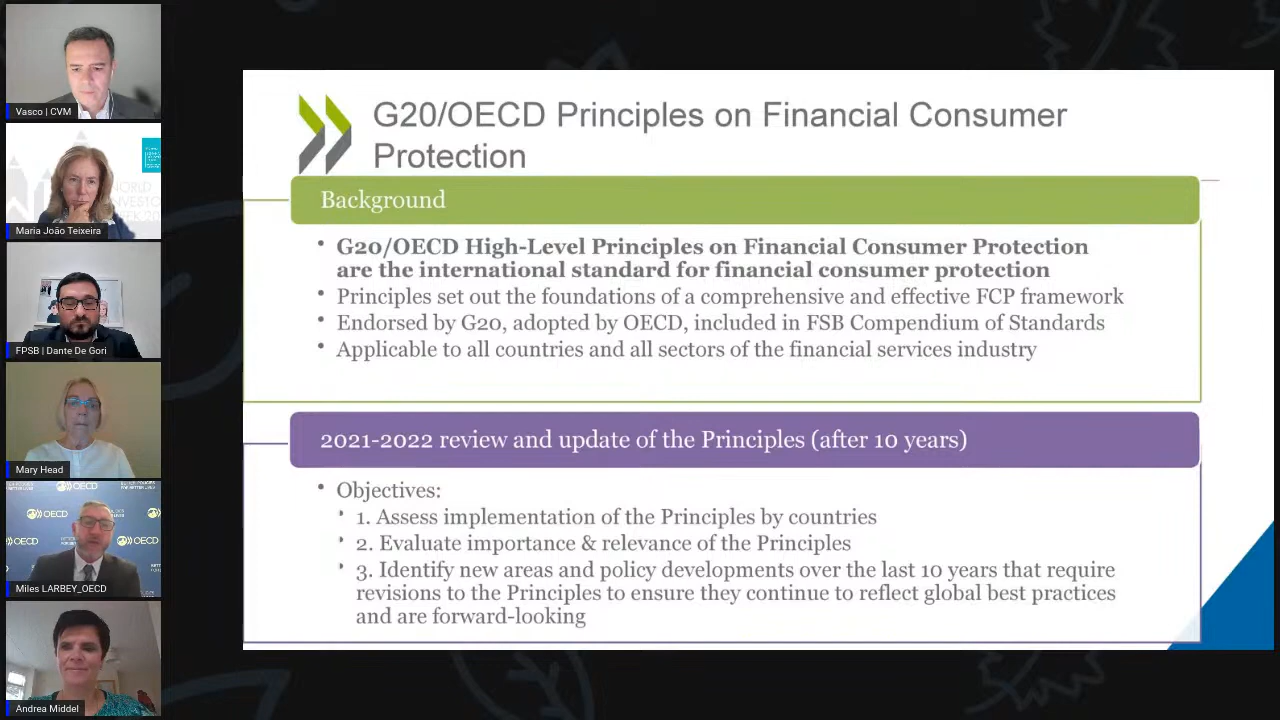 Vasco | CVM
Maria João Teixeira
FPSB | Dante De Gori
Mary Head
OECD
OECD
OECD
OECD
Miles LARBEY_OECD
Andrea Middel
G20/OECD Principles on Financial Consumer
Protection
Background
• G20/OECD High-Level Principles on Financial Consumer Protection
are the international standard for financial consumer protection
• Principles set out the foundations of a comprehensive and effective FCP framework
• Endorsed by G20, adopted by OECD, included in FSB Compendium of Standards
• Applicable to all countries and all sectors of the financial services industry
2021-2022 review and update of the Principles (after 10 years)
• Objectives:
• 1. Assess implementation of the Principles by countries
• 2. Evaluate importance & relevance of the Principles
• 3. Identify new areas and policy developments over the last 10 years that require
revisions to the Principles to ensure they continue to reflect global best practices
and are forward-looking